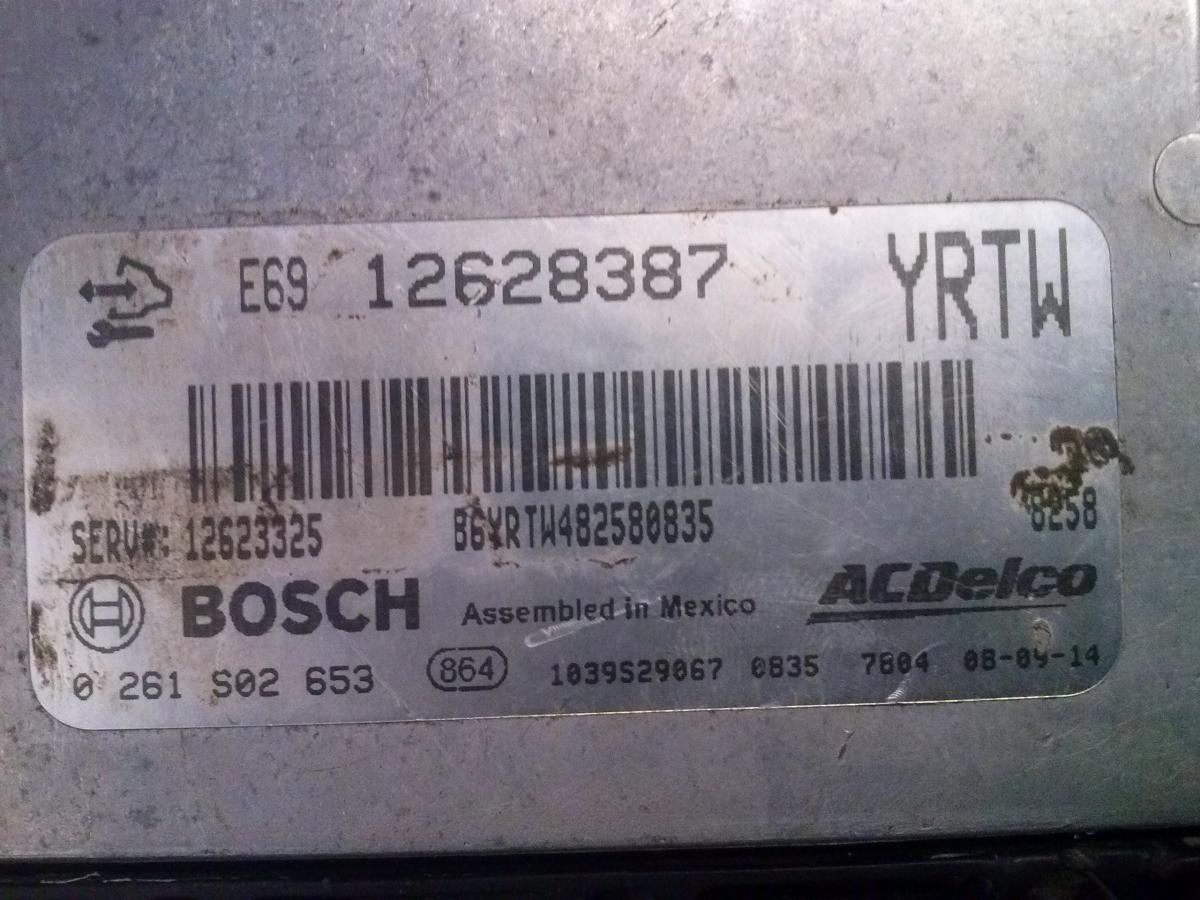 E69 12628387 YRTW
SERV#: 12623325 B6YRTW482580835 8258
BOSCH Assembled in Mexico ACDelco
0 261 S02 653 864 1039S29067 0835 7804 08-09-14